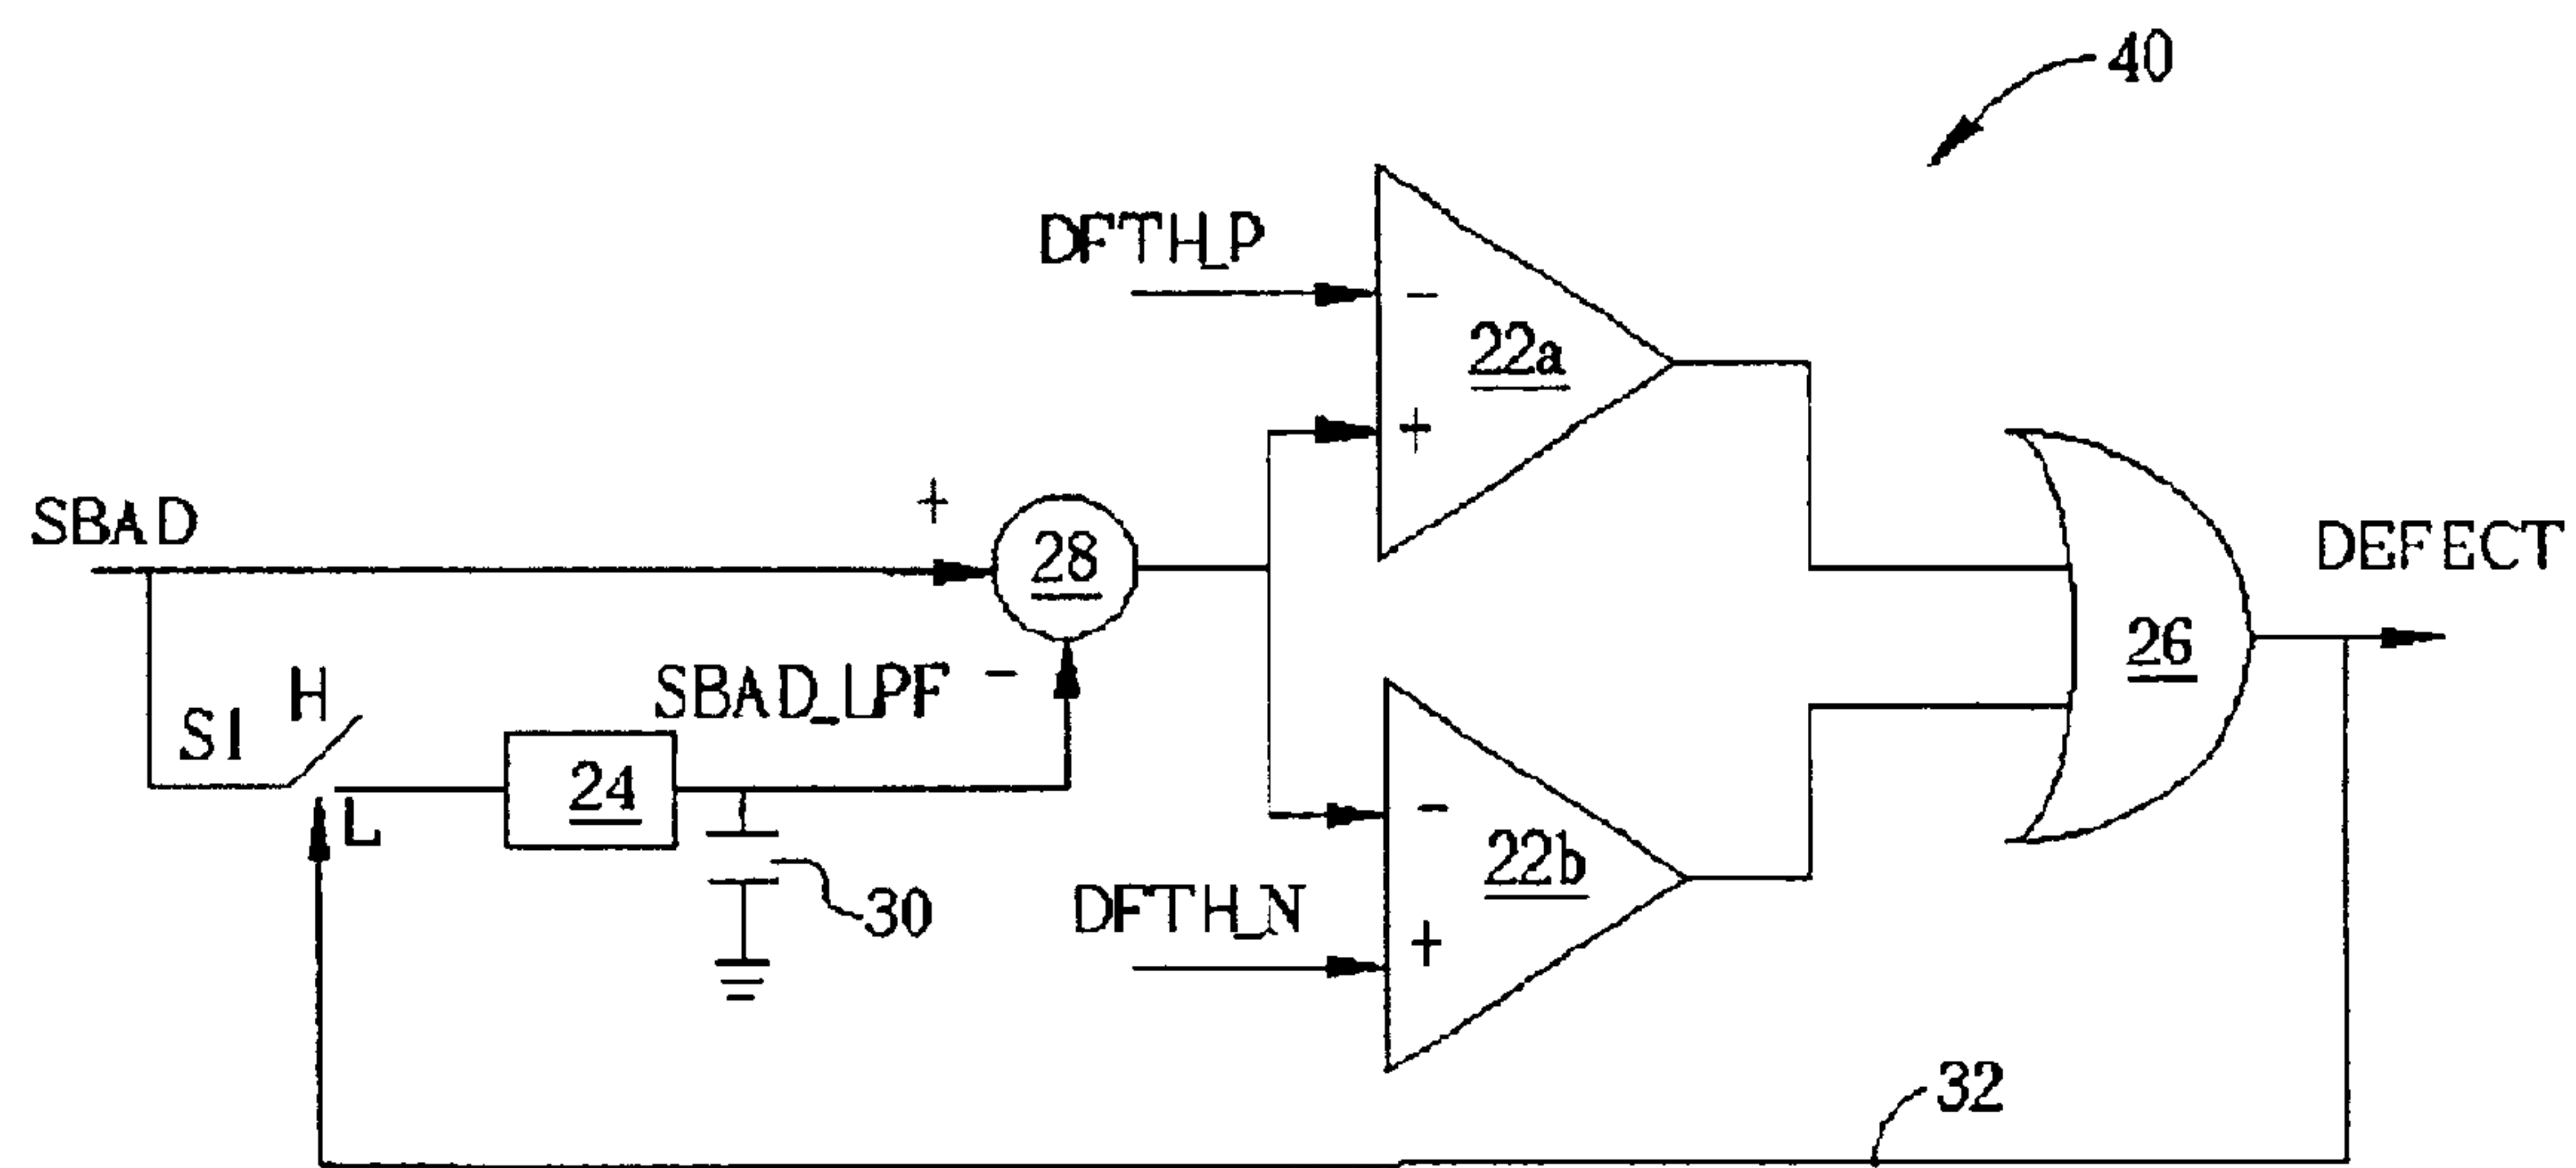 40
DFTH_P
-
22a
+
SBAD
+
28
DEFECT
26
SBAD_LPF -
S1 H
24
L
-
22b
30
DFTH_N
+
32